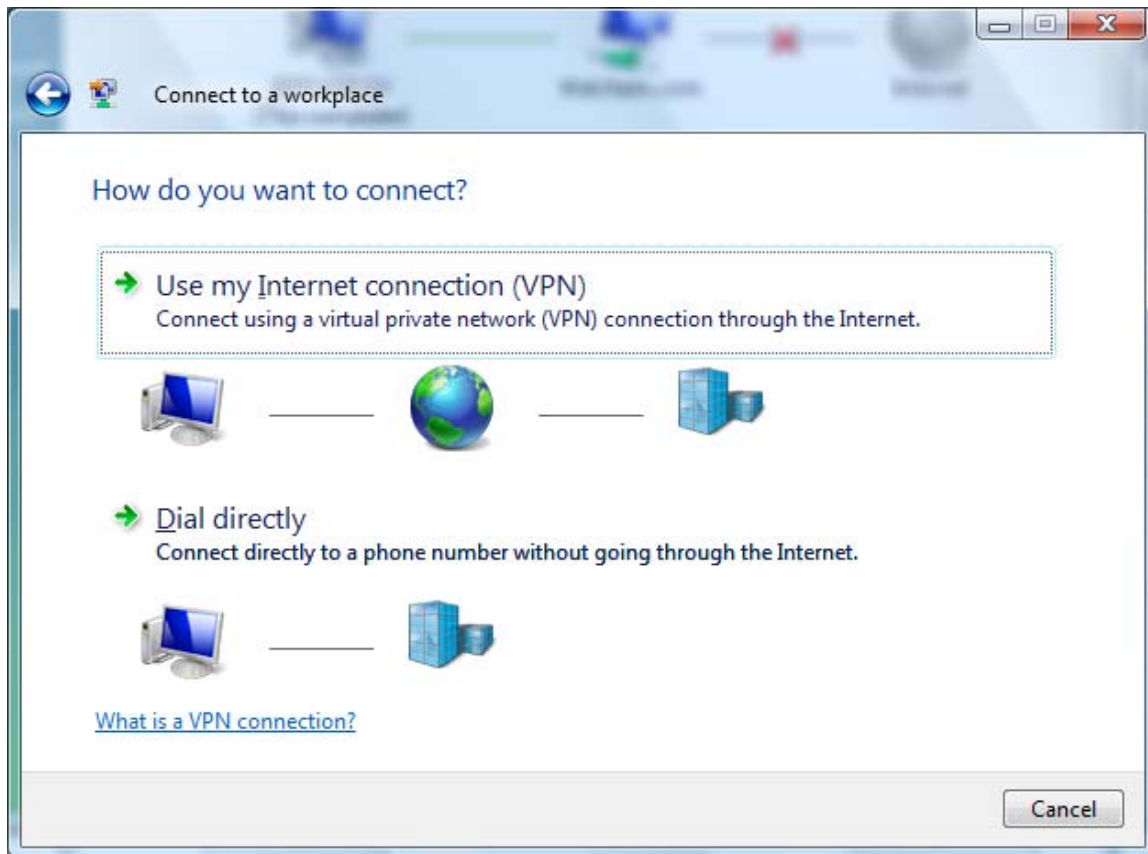 Connect to a workplace
How do you want to connect?
Use my Internet connection (VPN)
Connect using a virtual private network (VPN) connection through the Internet.
Dial directly
Connect directly to a phone number without going through the Internet.
What is a VPN connection?
Cancel